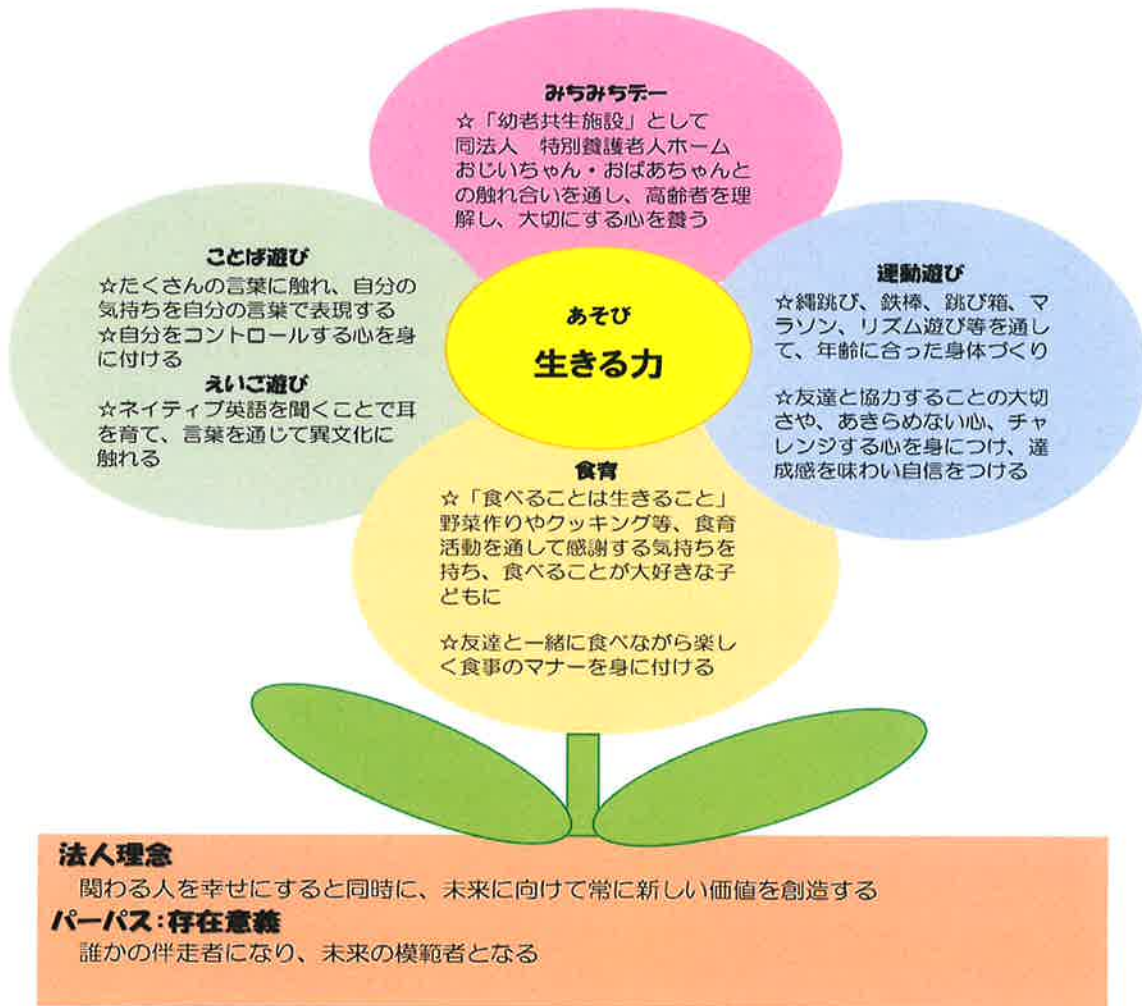 みちみちデー
☆「幼老共生施設」として
同法人　特別養護老人ホーム
おじいちゃん・おばあちゃんと
の触れ合いを通し、高齢者を理
解し、大切にする心を養う
ことば遊び
☆たくさんの言葉に触れ、自分の
気持ちを自分の言葉で表現する
☆自分をコントロールする心を身
に付ける
えいご遊び
☆ネイティブ英語を聞くことで耳
を育て、言葉を通じて異文化に
触れる
あそび
生きる力
運動遊び
☆縄跳び、鉄棒、跳び箱、マ
ラソン、リズム遊び等を通し
て、年齢に合った身体づくり
☆友達と協力することの大切
さや、あきらめない心、チャ
レンジする心を身につけ、達
成感を味わい自信をつける
食育
☆「食べることは生きること」
野菜作りやクッキング等、食育
活動を通して感謝する気持ちを
持ち、食べることが大好きな子
どもに
☆友達と一緒に食べながら楽し
く食事のマナーを身に付ける
法人理念
関わる人を幸せにすると同時に、未来に向けて常に新しい価値を創造する
パーパス：存在意義
誰かの伴走者になり、未来の模範者となる